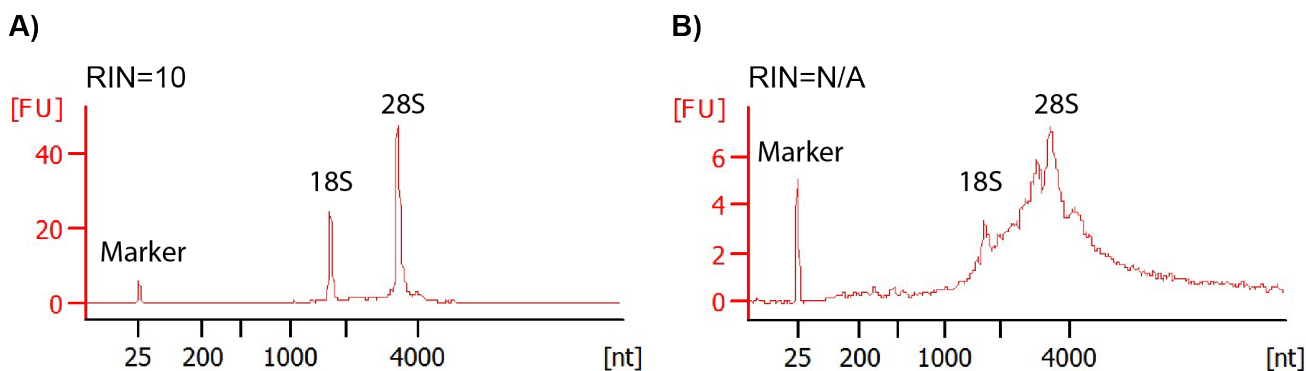 A)
RIN=10
[FU]
40
20
0
Marker
18S
28S
25 200 1000 4000 [nt]
B)
RIN=N/A
[FU]
6
4
2
0
Marker
18S
28S
25 200 1000 4000 [nt]